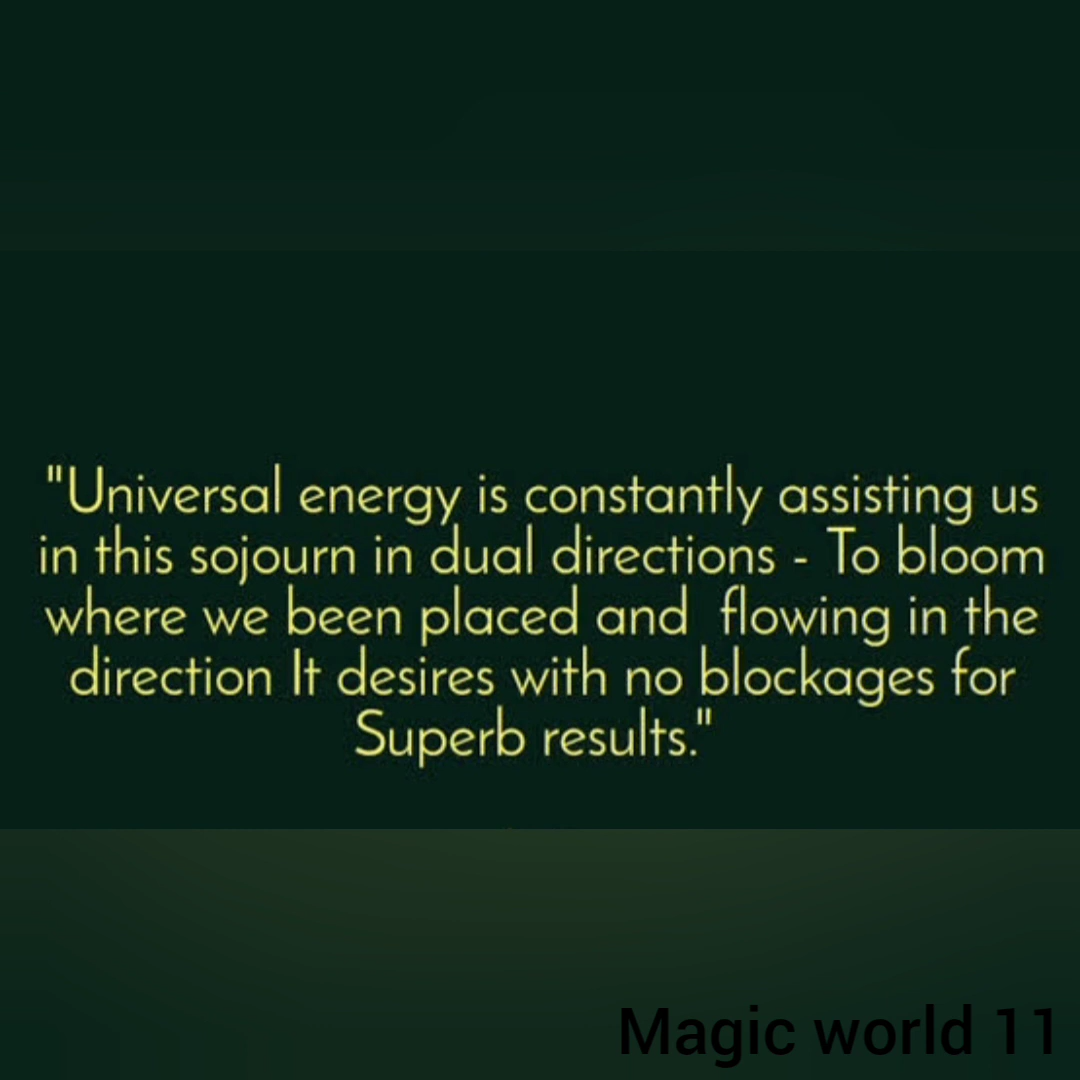 "Universal energy is constantly assisting us
in this sojourn in dual directions - To bloom
where we been placed and  flowing in the
direction It desires with no blockages for
Superb results."
Magic world 11